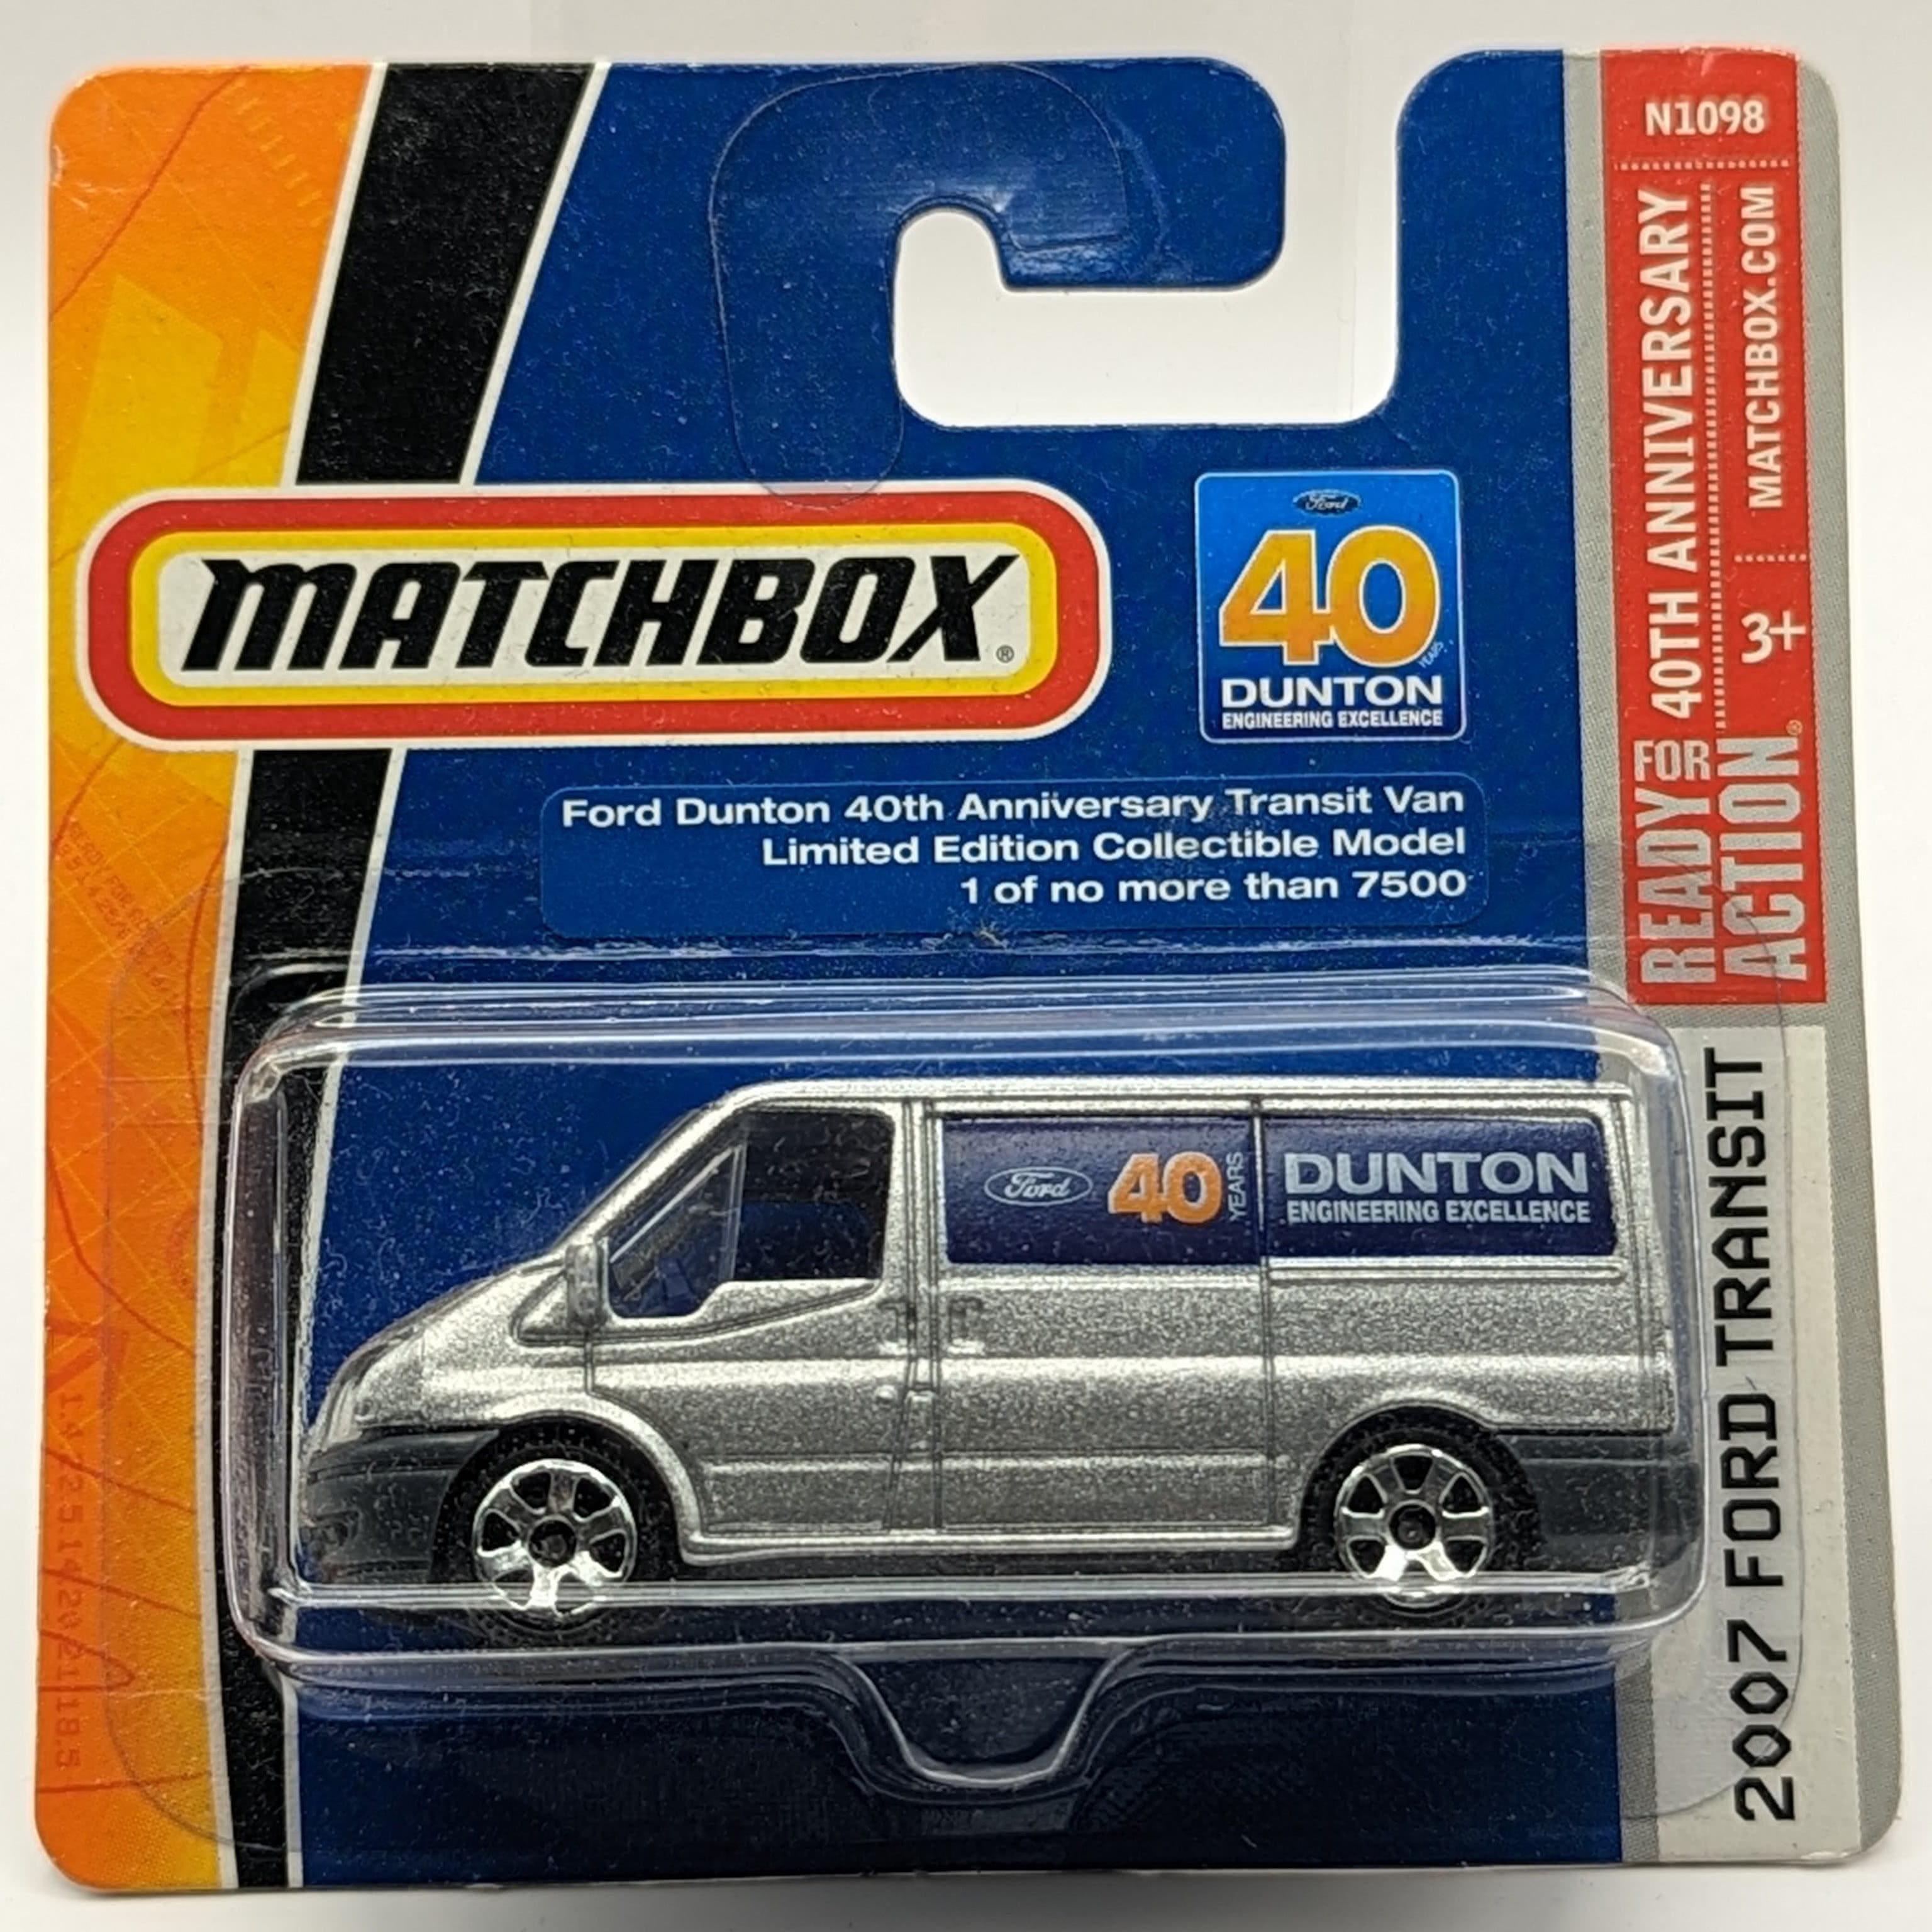 MATCHBOX®
Ford
40
YEARS
DUNTON
ENGINEERING EXCELLENCE
Ford Dunton 40th Anniversary Transit Van
Limited Edition Collectible Model
1 of no more than 7500
N1098
40TH ANNIVERSARY
MATCHBOX.COM
3+
READY FOR
ACTION®
2007 FORD TRANSIT
Ford
40
YEARS
DUNTON
ENGINEERING EXCELLENCE